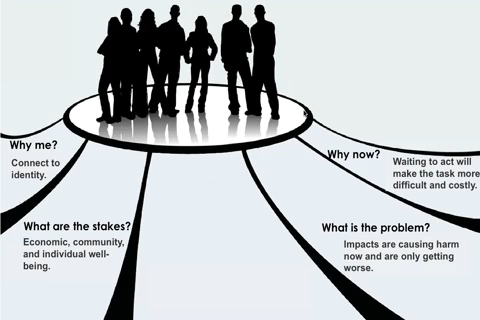 Why me?
Connect to
identity.
Why now?
Waiting to act will
make the task more
difficult and costly.
What are the stakes?
Economic, community,
and individual well-
being.
What is the problem?
Impacts are causing harm
now and are only getting
worse.